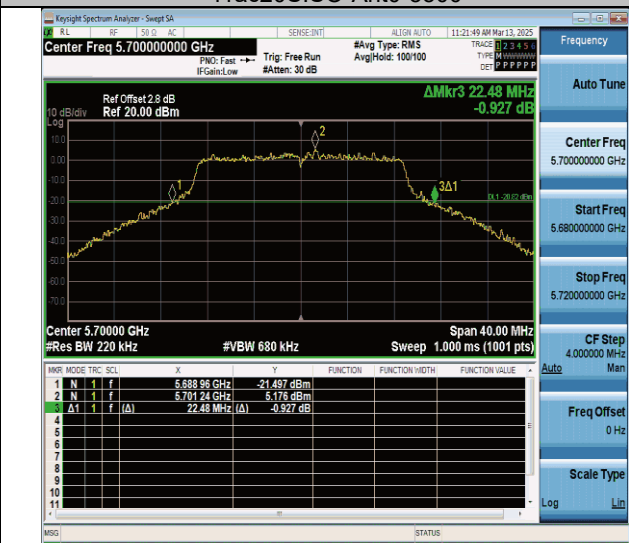 Keysight Spectrum Analyzer - Swept SA
RL RF 50 Ω AC SENSE:INT ALIGN AUTO 11:21:49 AM Mar 13, 2025
Center Freq 5.700000000 GHz
PNO: Fast
IFGain:Low
Trig: Free Run
#Atten: 30 dB
#Avg Type: RMS
Avg|Hold: 100/100
TRACE 1 2 3 4 5 6
TYPE M
DET P P P P P P
ΔMkr3 22.48 MHz
-0.927 dB
Ref Offset 2.8 dB
10 dB/div Ref 20.00 dBm
Log
10.0
0.00
-10.0
-20.0
-30.0
-40.0
-50.0
-60.0
-70.0
1
2
3Δ1
DL1 -20.82 dBm
Center 5.70000 GHz
Span 40.00 MHz
#Res BW 220 kHz #VBW 680 kHz Sweep 1.000 ms (1001 pts)
MKR MODE TRC SCL X Y FUNCTION FUNCTION WIDTH FUNCTION VALUE
1 N 1 f 5.688 96 GHz -21.497 dBm
2 N 1 f 5.701 24 GHz 5.176 dBm
3 Δ1 1 f (Δ) 22.48 MHz (Δ) -0.927 dB
4
5
6
7
8
9
10
11
MSG STATUS
Frequency
Auto Tune
Center Freq
5.700000000 GHz
Start Freq
5.680000000 GHz
Stop Freq
5.720000000 GHz
CF Step
4.000000 MHz
Auto Man
Freq Offset
0 Hz
Scale Type
Log Lin